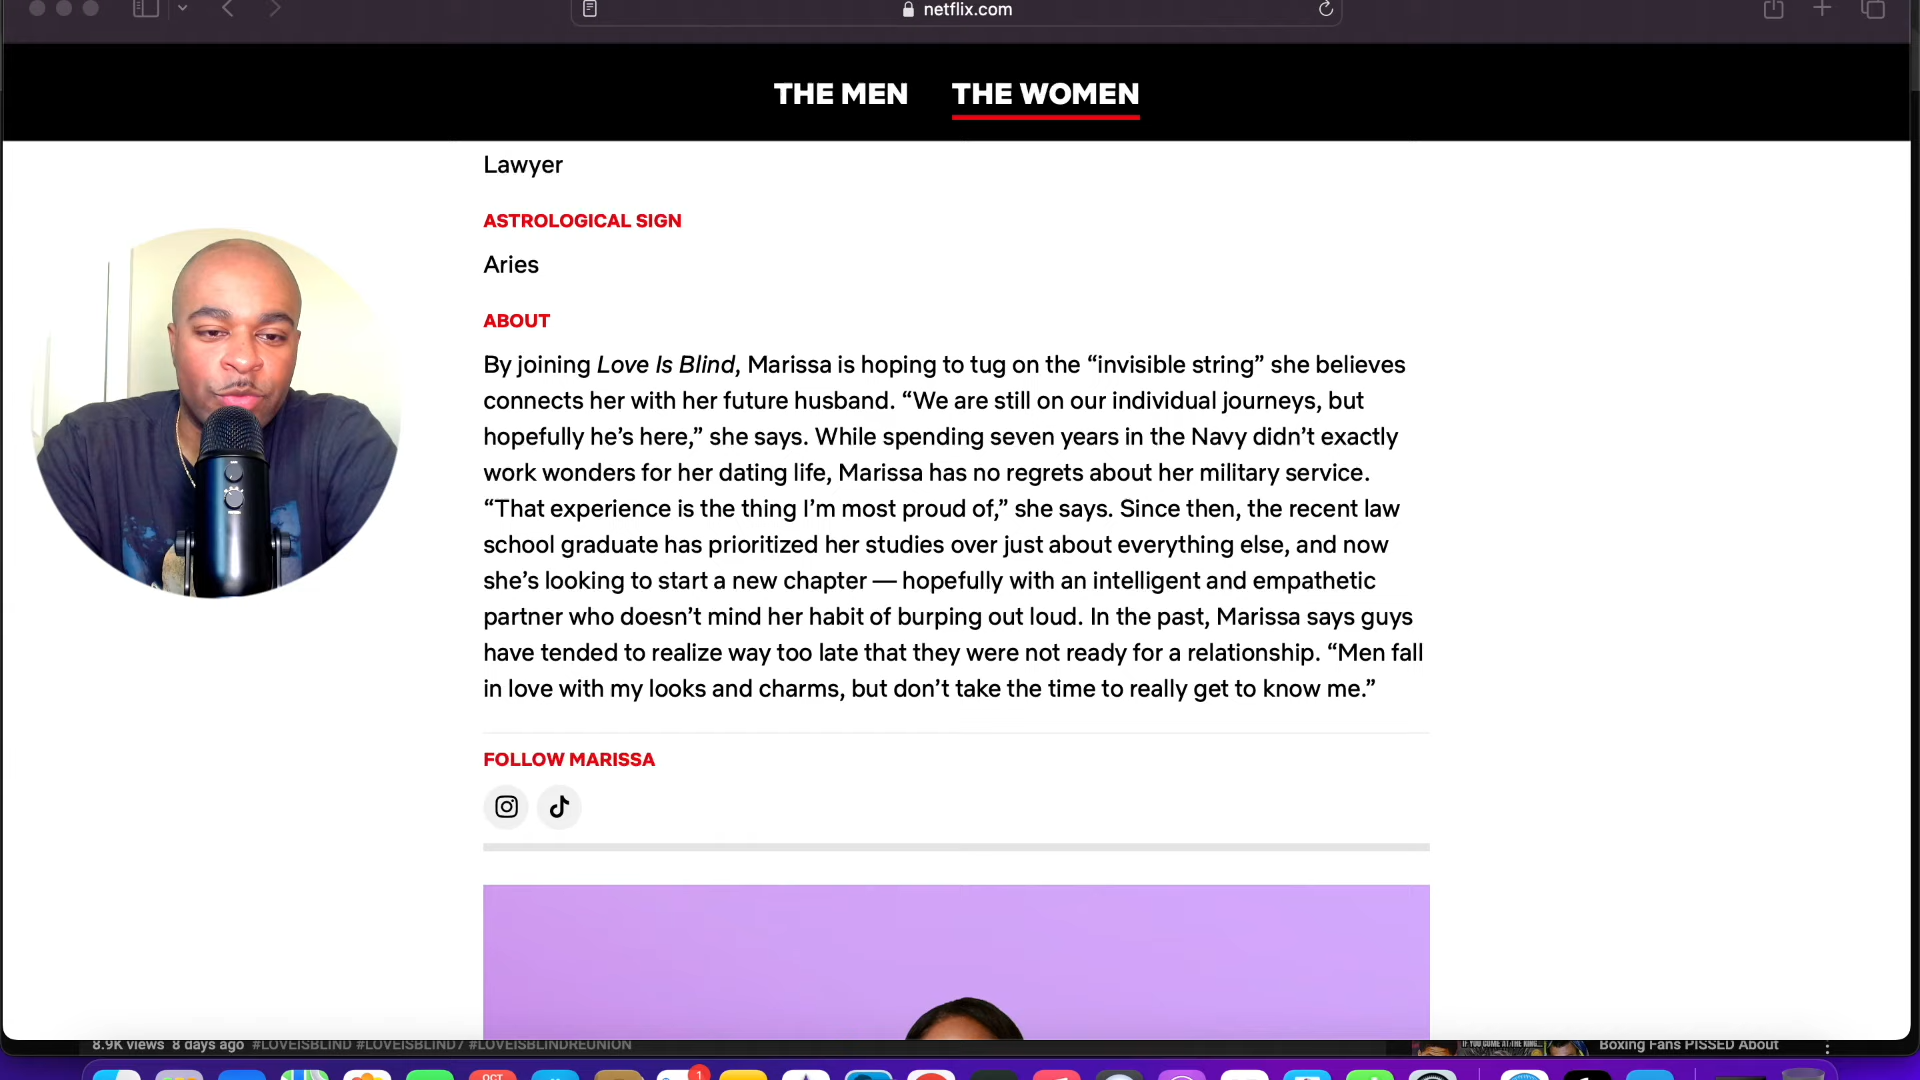 netflix.com
THE MEN THE WOMEN
Lawyer
ASTROLOGICAL SIGN
Aries
ABOUT
By joining Love Is Blind, Marissa is hoping to tug on the “invisible string” she believes
connects her with her future husband. “We are still on our individual journeys, but
hopefully he’s here,” she says. While spending seven years in the Navy didn’t exactly
work wonders for her dating life, Marissa has no regrets about her military service.
“That experience is the thing I’m most proud of,” she says. Since then, the recent law
school graduate has prioritized her studies over just about everything else, and now
she’s looking to start a new chapter — hopefully with an intelligent and empathetic
partner who doesn’t mind her habit of burping out loud. In the past, Marissa says guys
have tended to realize way too late that they were not ready for a relationship. “Men fall
in love with my looks and charms, but don’t take the time to really get to know me.”
FOLLOW MARISSA
8.9K views 8 days ago #LOVEISBLIND #LOVEISBLIND7 #LOVEISBLINDREUNION
IF YOU COME AT THE KING...
Boxing Fans PISSED About
OCT
1